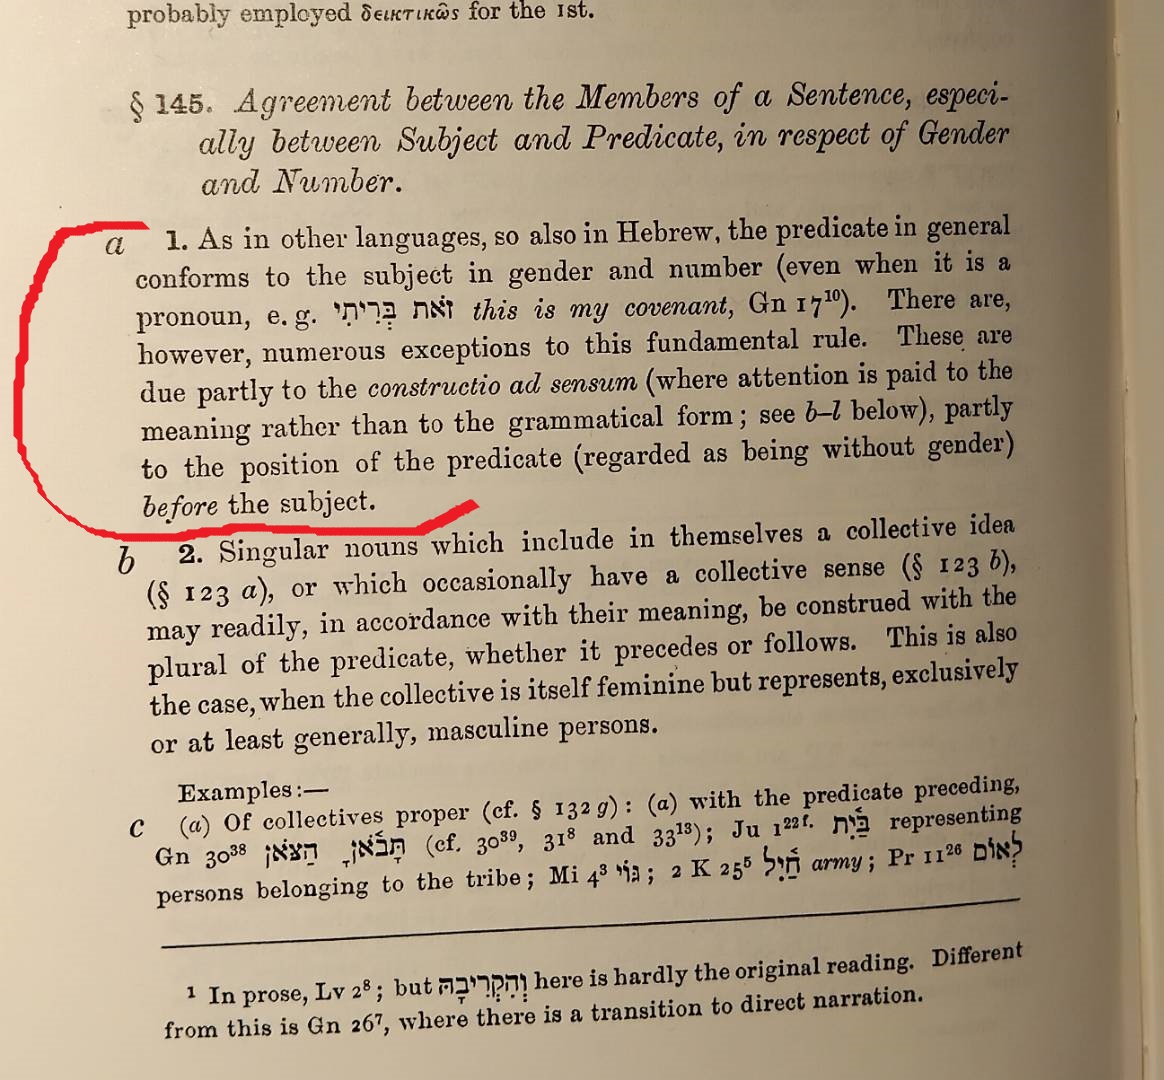 probably employed δεικτικῶς for the 1st.
§ 145. Agreement between the Members of a Sentence, especi-
ally between Subject and Predicate, in respect of Gender
and Number.
a 1. As in other languages, so also in Hebrew, the predicate in general
conforms to the subject in gender and number (even when it is a
pronoun, e. g. זֹאת בְּרִיתִי this is my covenant, Gn 17¹⁰). There are,
however, numerous exceptions to this fundamental rule. These are
due partly to the constructio ad sensum (where attention is paid to the
meaning rather than to the grammatical form; see b–l below), partly
to the position of the predicate (regarded as being without gender)
before the subject.
b 2. Singular nouns which include in themselves a collective idea
(§ 123 a), or which occasionally have a collective sense (§ 123 b),
may readily, in accordance with their meaning, be construed with the
plural of the predicate, whether it precedes or follows. This is also
the case, when the collective is itself feminine but represents, exclusively
or at least generally, masculine persons.
Examples:—
c (a) Of collectives proper (cf. § 132 g): (a) with the predicate preceding,
Gn 30³⁸ תָּבֹאןָ הַצֹּאן (cf. 30³⁹, 31⁸ and 33¹³); Ju 1²²ᶠ· בַּ֫יִת representing
persons belonging to the tribe; Mi 4³ גּוֹי; 2 K 25⁵ חַ֫יִל army; Pr 11²⁶ לְאוֹם
¹ In prose, Lv 2⁸; but וְהִקְרִיבָהּ here is hardly the original reading. Different
from this is Gn 26⁷, where there is a transition to direct narration.